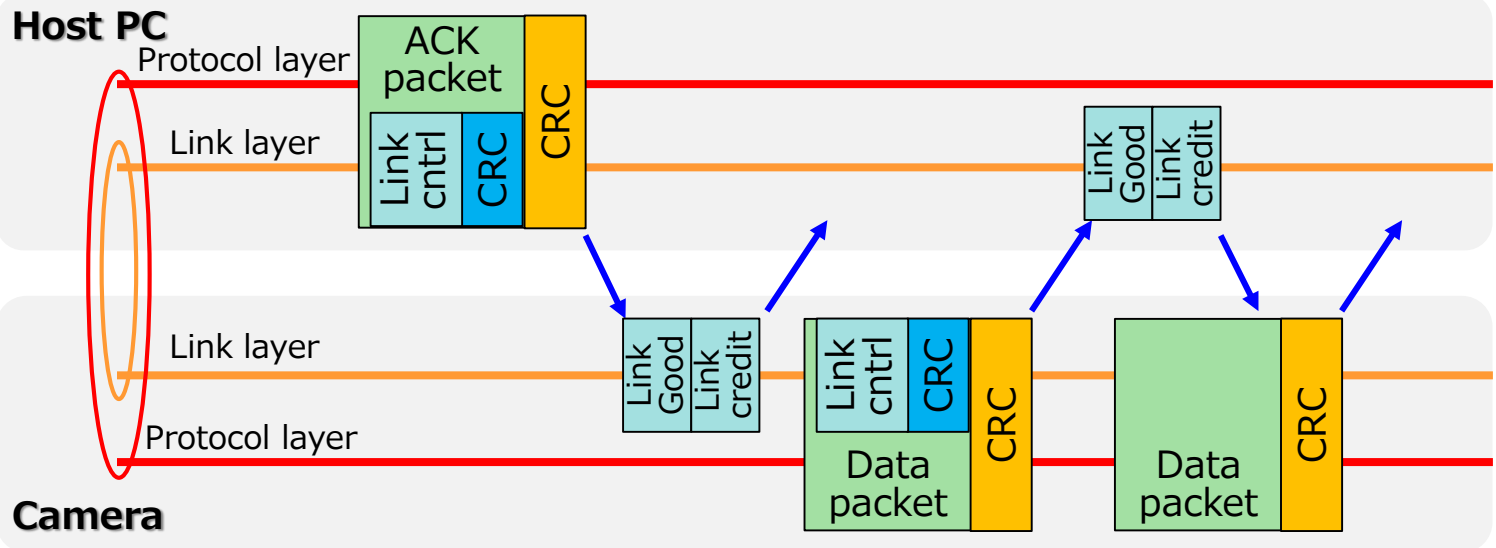 Host PC
Protocol layer
ACK
packet
Link
cntrl
CRC
CRC
Link layer
Link
Good
Link
credit
Link layer
Link
Good
Link
credit
Link
cntrl
CRC
CRC
Data
packet
CRC
Data
packet
Protocol layer
Camera